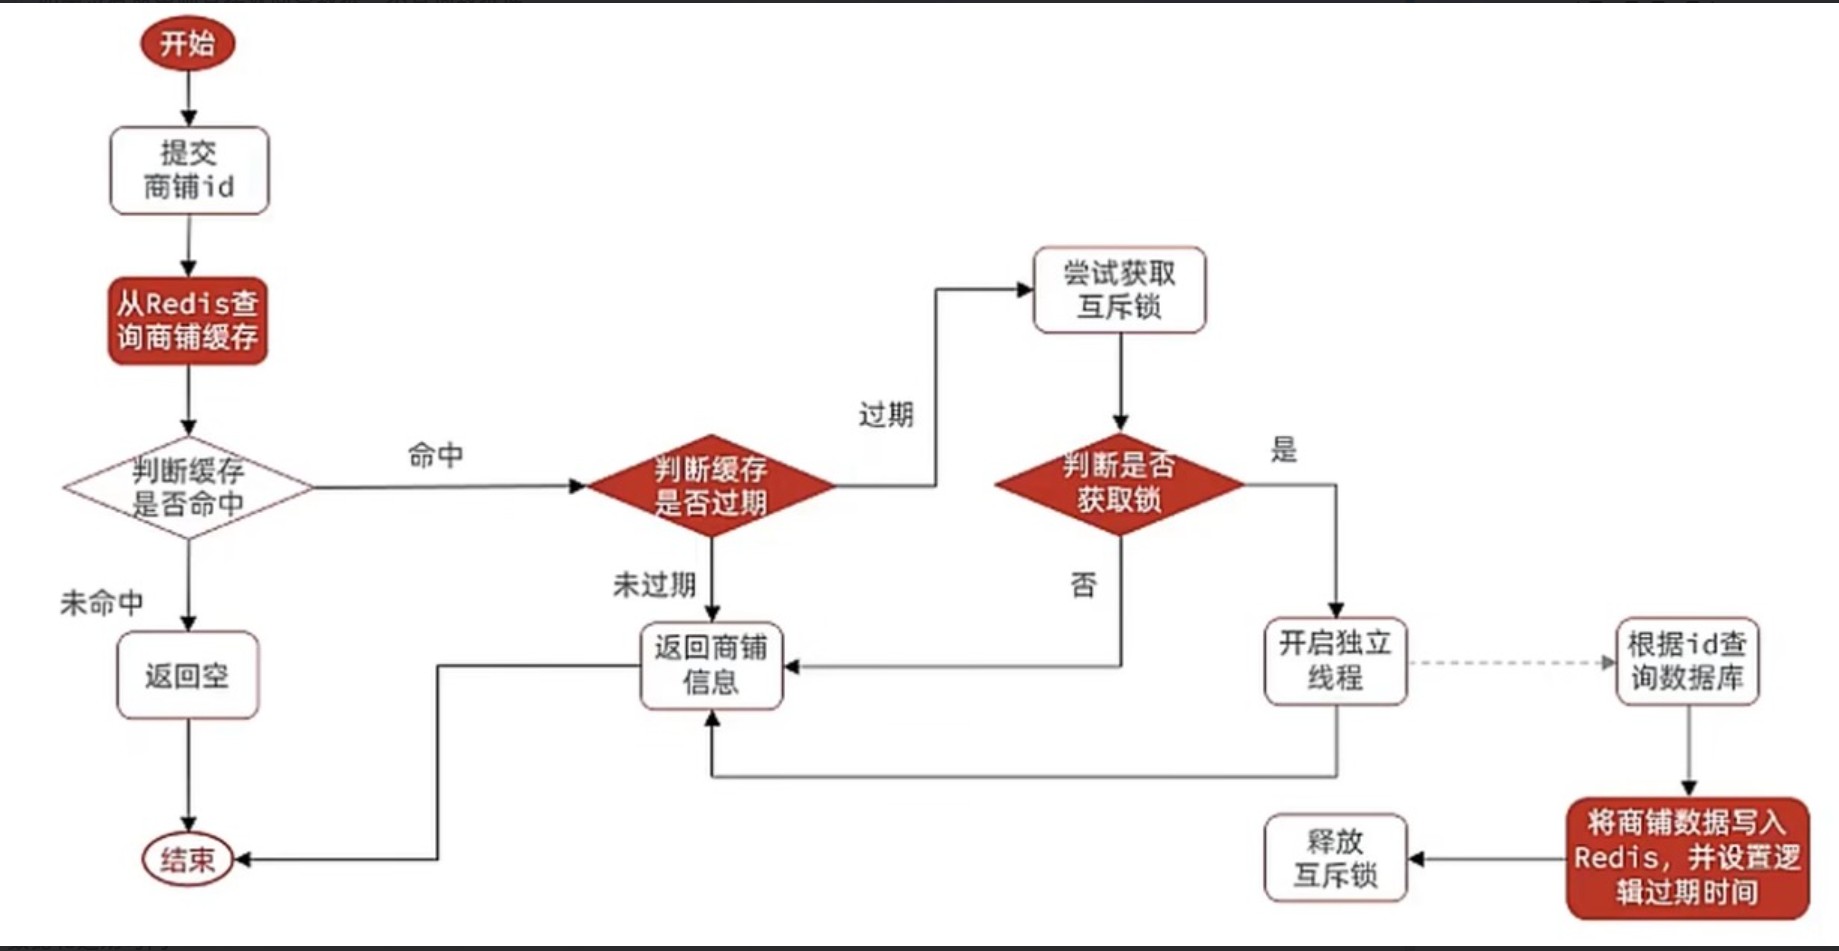 开始
提交
商铺id
从Redis查
询商铺缓存
判断缓存
是否命中
命中
未命中
返回空
结束
判断缓存
是否过期
过期
未过期
返回商铺
信息
尝试获取
互斥锁
判断是否
获取锁
是
否
开启独立
线程
根据id查
询数据库
将商铺数据写入
Redis，并设置逻
辑过期时间
释放
互斥锁